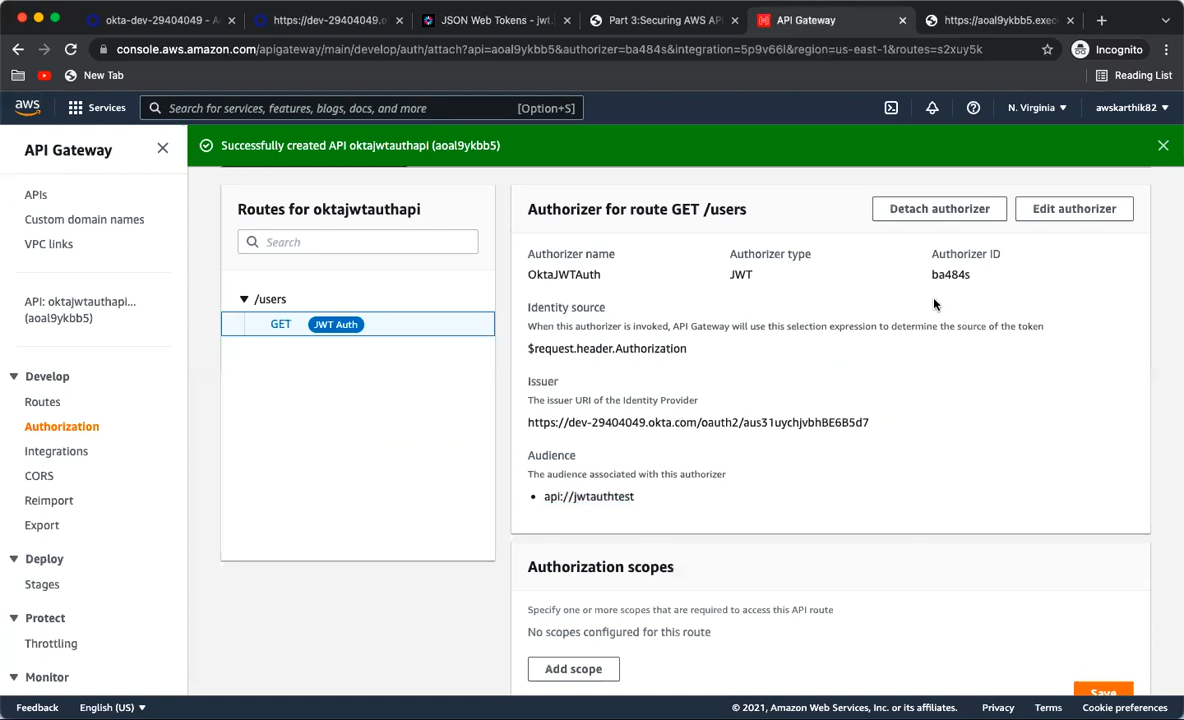 okta-dev-29404049 - A
https://dev-29404049.o
JSON Web Tokens - jwt.
Part 3:Securing AWS AP
API Gateway
https://aoal9ykbb5.exec
console.aws.amazon.com/apigateway/main/develop/auth/attach?api=aoal9ykbb5&authorizer=ba484s&integration=5p9v66l&region=us-east-1&routes=s2xuy5k
Incognito
New Tab
Reading List
aws
Services
Search for services, features, blogs, docs, and more
[Option+S]
N. Virginia
awskarthik82
API Gateway
Successfully created API oktajwtauthapi (aoal9ykbb5)
APIs
Custom domain names
VPC links
API: oktajwtauthapi...
(aoal9ykbb5)
Develop
Routes
Authorization
Integrations
CORS
Reimport
Export
Deploy
Stages
Protect
Throttling
Monitor
Routes for oktajwtauthapi
Search
/users
GET JWT Auth
Authorizer for route GET /users
Detach authorizer
Edit authorizer
Authorizer name
OktaJWTAuth
Authorizer type
JWT
Authorizer ID
ba484s
Identity source
When this authorizer is invoked, API Gateway will use this selection expression to determine the source of the token
$request.header.Authorization
Issuer
The issuer URI of the Identity Provider
https://dev-29404049.okta.com/oauth2/aus31uychjvbhBE6B5d7
Audience
The audience associated with this authorizer
• api://jwtauthtest
Authorization scopes
Specify one or more scopes that are required to access this API route
No scopes configured for this route
Add scope
Save
Feedback
English (US)
© 2021, Amazon Web Services, Inc. or its affiliates.
Privacy
Terms
Cookie preferences